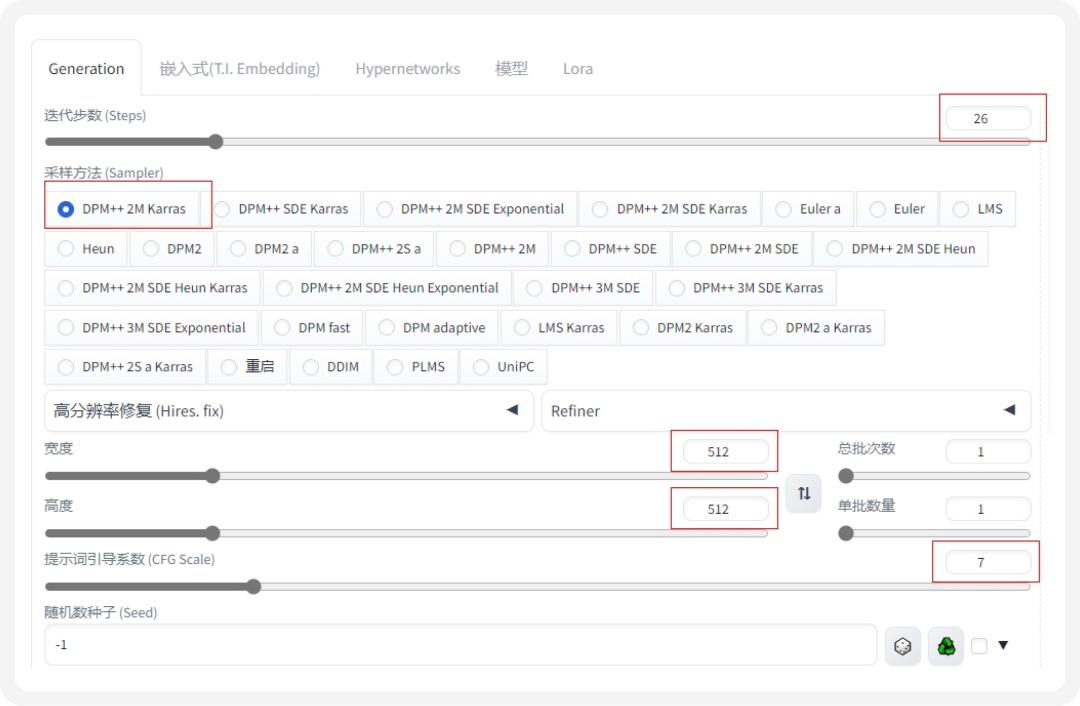 Generation 嵌入式(T.I. Embedding) Hypernetworks 模型 Lora
迭代步数 (Steps) 26
采样方法 (Sampler)
DPM++ 2M Karras DPM++ SDE Karras DPM++ 2M SDE Exponential DPM++ 2M SDE Karras Euler a Euler LMS
Heun DPM2 DPM2 a DPM++ 2S a DPM++ 2M DPM++ SDE DPM++ 2M SDE DPM++ 2M SDE Heun
DPM++ 2M SDE Heun Karras DPM++ 2M SDE Heun Exponential DPM++ 3M SDE DPM++ 3M SDE Karras
DPM++ 3M SDE Exponential DPM fast DPM adaptive LMS Karras DPM2 Karras DPM2 a Karras
DPM++ 2S a Karras 重启 DDIM PLMS UniPC
高分辨率修复 (Hires. fix) Refiner
宽度 512 总批次数 1
高度 512 单批数量 1
提示词引导系数 (CFG Scale) 7
随机数种子 (Seed)
-1